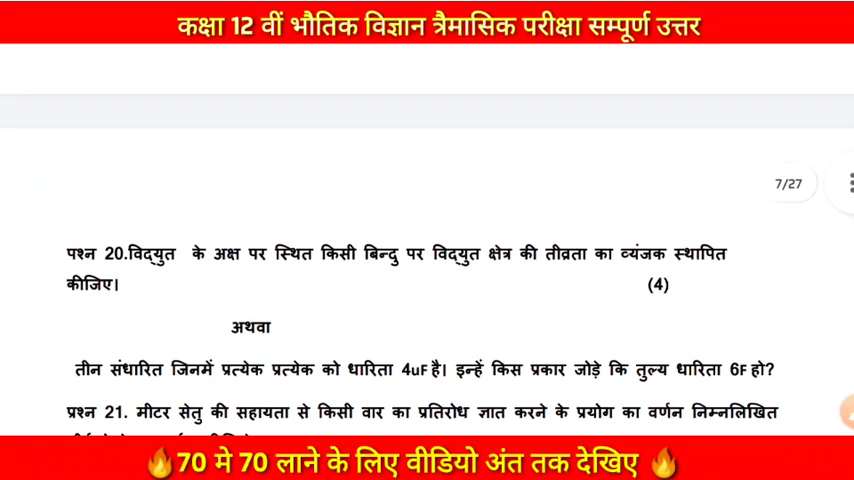 कक्षा 12 वीं भौतिक विज्ञान त्रैमासिक परीक्षा सम्पूर्ण उत्तर
7/27
पश्न 20.विद्युत के अक्ष पर स्थित किसी बिन्दु पर विद्युत क्षेत्र की तीव्रता का व्यंजक स्थापित
कीजिए। (4)
अथवा
तीन संधारित जिनमें प्रत्येक प्रत्येक को धारिता 4uF है। इन्हें किस प्रकार जोड़े कि तुल्य धारिता 6F हो?
प्रश्न 21. मीटर सेतु की सहायता से किसी वार का प्रतिरोध ज्ञात करने के प्रयोग का वर्णन निम्नलिखित
🔥70 मे 70 लाने के लिए वीडियो अंत तक देखिए 🔥